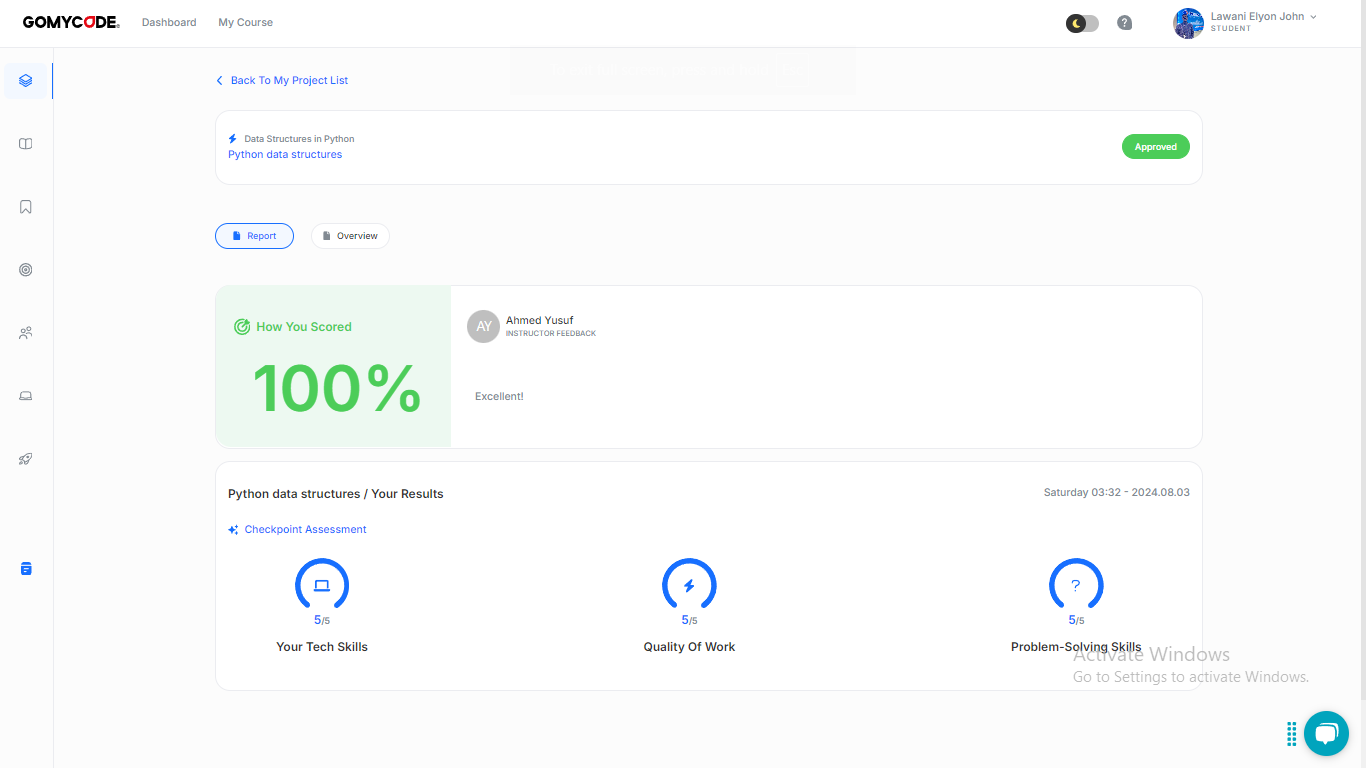 GOMYCODE
Dashboard
My Course
?
Lawani Elyon John
STUDENT
Back To My Project List
Data Structures in Python
Python data structures
Approved
Report
Overview
How You Scored
100%
AY
Ahmed Yusuf
INSTRUCTOR FEEDBACK
Excellent!
Python data structures / Your Results
Saturday 03:32 - 2024.08.03
Checkpoint Assessment
?
5/5
5/5
5/5
Your Tech Skills
Quality Of Work
Problem-Solving Skills
Activate Windows
Go to Settings to activate Windows.